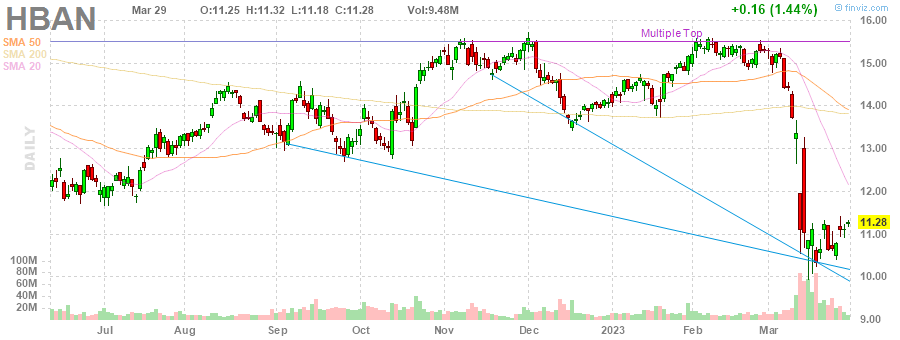 HBAN Mar 29 O:11.25 H:11.32 L:11.18 C:11.28 Vol:9.48M +0.16 (1.44%) © finviz.com
SMA 50
SMA 200
SMA 20
Multiple Top
DAILY
16.00
15.00
14.00
13.00
12.00
11.28
11.00
10.00
9.00
100M
80M
60M
40M
20M
Jul Aug Sep Oct Nov Dec 2023 Feb Mar